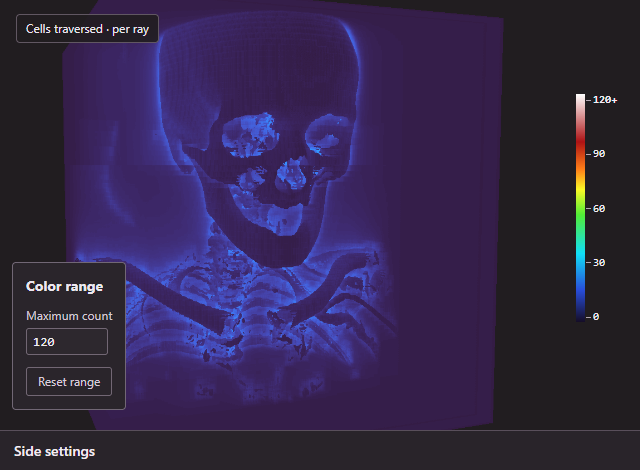 Cells traversed · per ray
120+
90
60
30
0
Color range
Maximum count
120
Reset range
Side settings